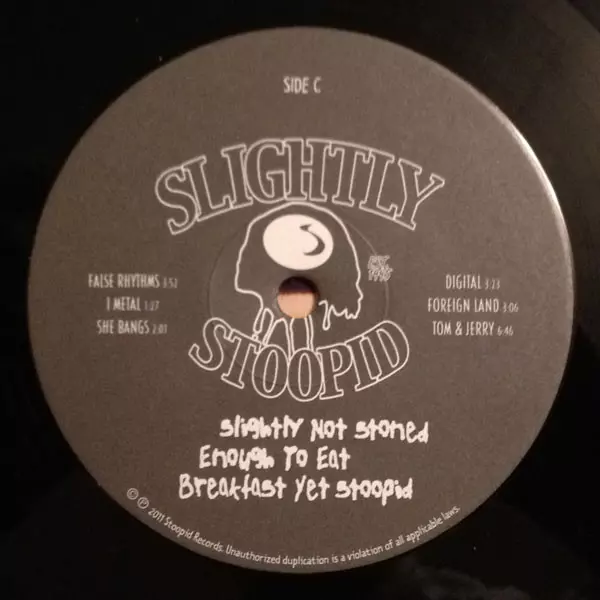 SIDE C
SLIGHTLY
STOOPID
FALSE RHYTHMS 3:52
I METAL 1:27
SHE BANGS 2:01
DIGITAL 3:23
FOREIGN LAND 3:06
TOM & JERRY 6:46
Slightly Not Stoned
Enough To Eat
Breakfast Yet Stoopid
© ℗ 2011 Stoopid Records. Unauthorized duplication is a violation of all applicable laws.